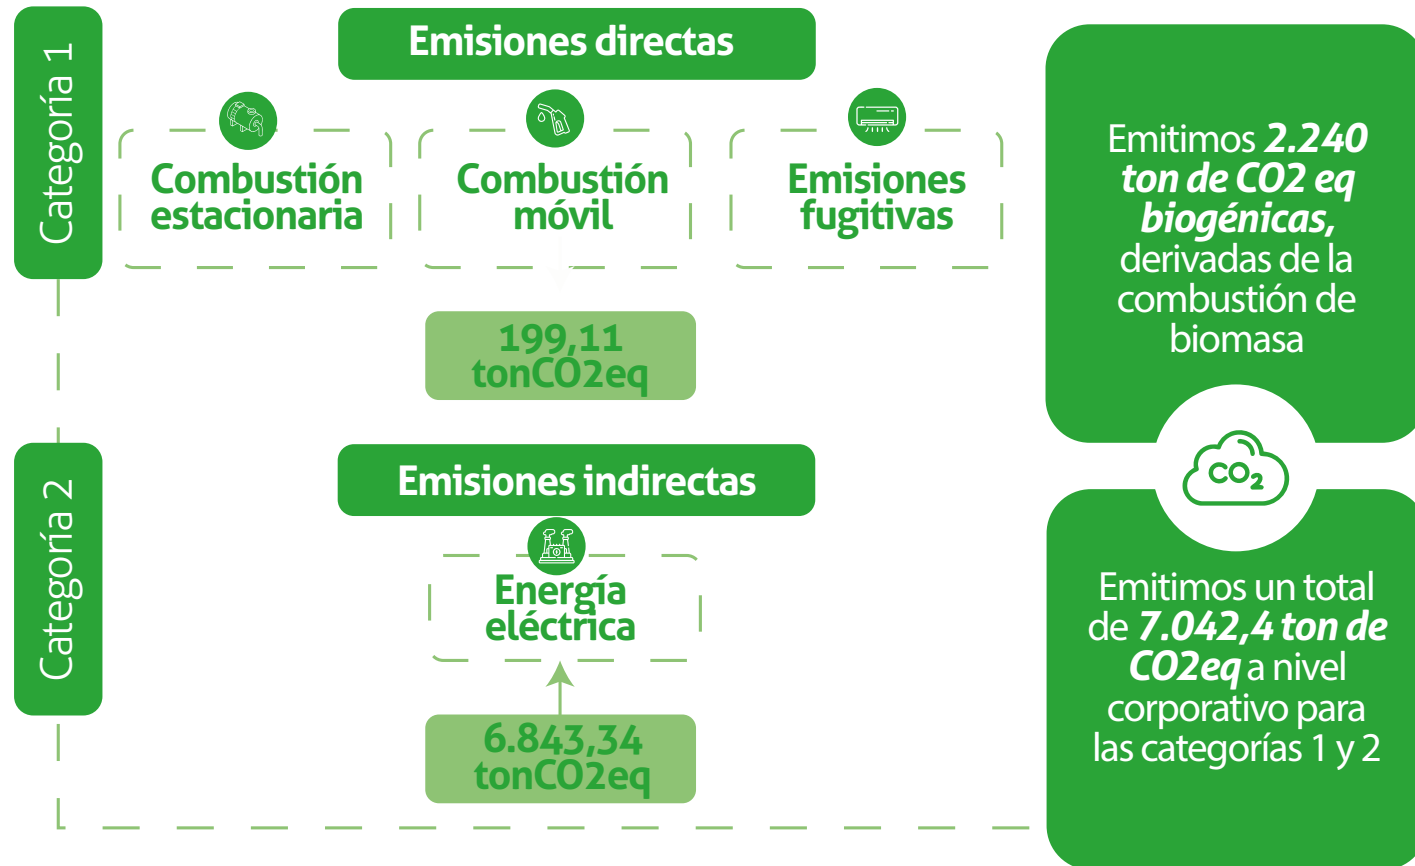 Categoría 1
Emisiones directas
Combustión
estacionaria
Combustión
móvil
Emisiones
fugitivas
199,11
tonCO2eq
Categoría 2
Emisiones indirectas
Energía
eléctrica
6.843,34
tonCO2eq
Emitimos 2.240
ton de CO2 eq
biogénicas,
derivadas de la
combustión de
biomasa
CO2
Emitimos un total
de 7.042,4 ton de
CO2eq a nivel
corporativo para
las categorías 1 y 2